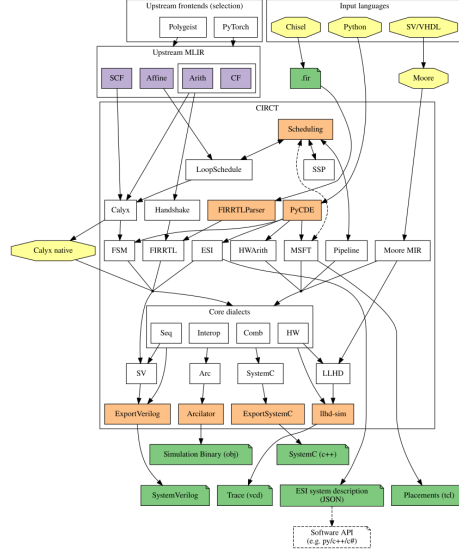 Upstream frontends (selection)
Input languages
Polygeist
PyTorch
Chisel
Python
SV/VHDL
Upstream MLIR
SCF
Affine
Arith
CF
.fir
Moore
CIRCT
Scheduling
LoopSchedule
SSP
Calyx
Handshake
FIRRTLParser
PyCDE
Calyx native
FSM
FIRRTL
ESI
HWArith
MSFT
Pipeline
Moore MIR
Core dialects
Seq
Interop
Comb
HW
SV
Arc
SystemC
LLHD
ExportVerilog
Arcilator
ExportSystemC
llhd-sim
Simulation Binary (obj)
SystemC (c++)
SystemVerilog
Trace (vcd)
ESI system description
(JSON)
Placements (tcl)
Software API
(e.g. py/c++/c#)